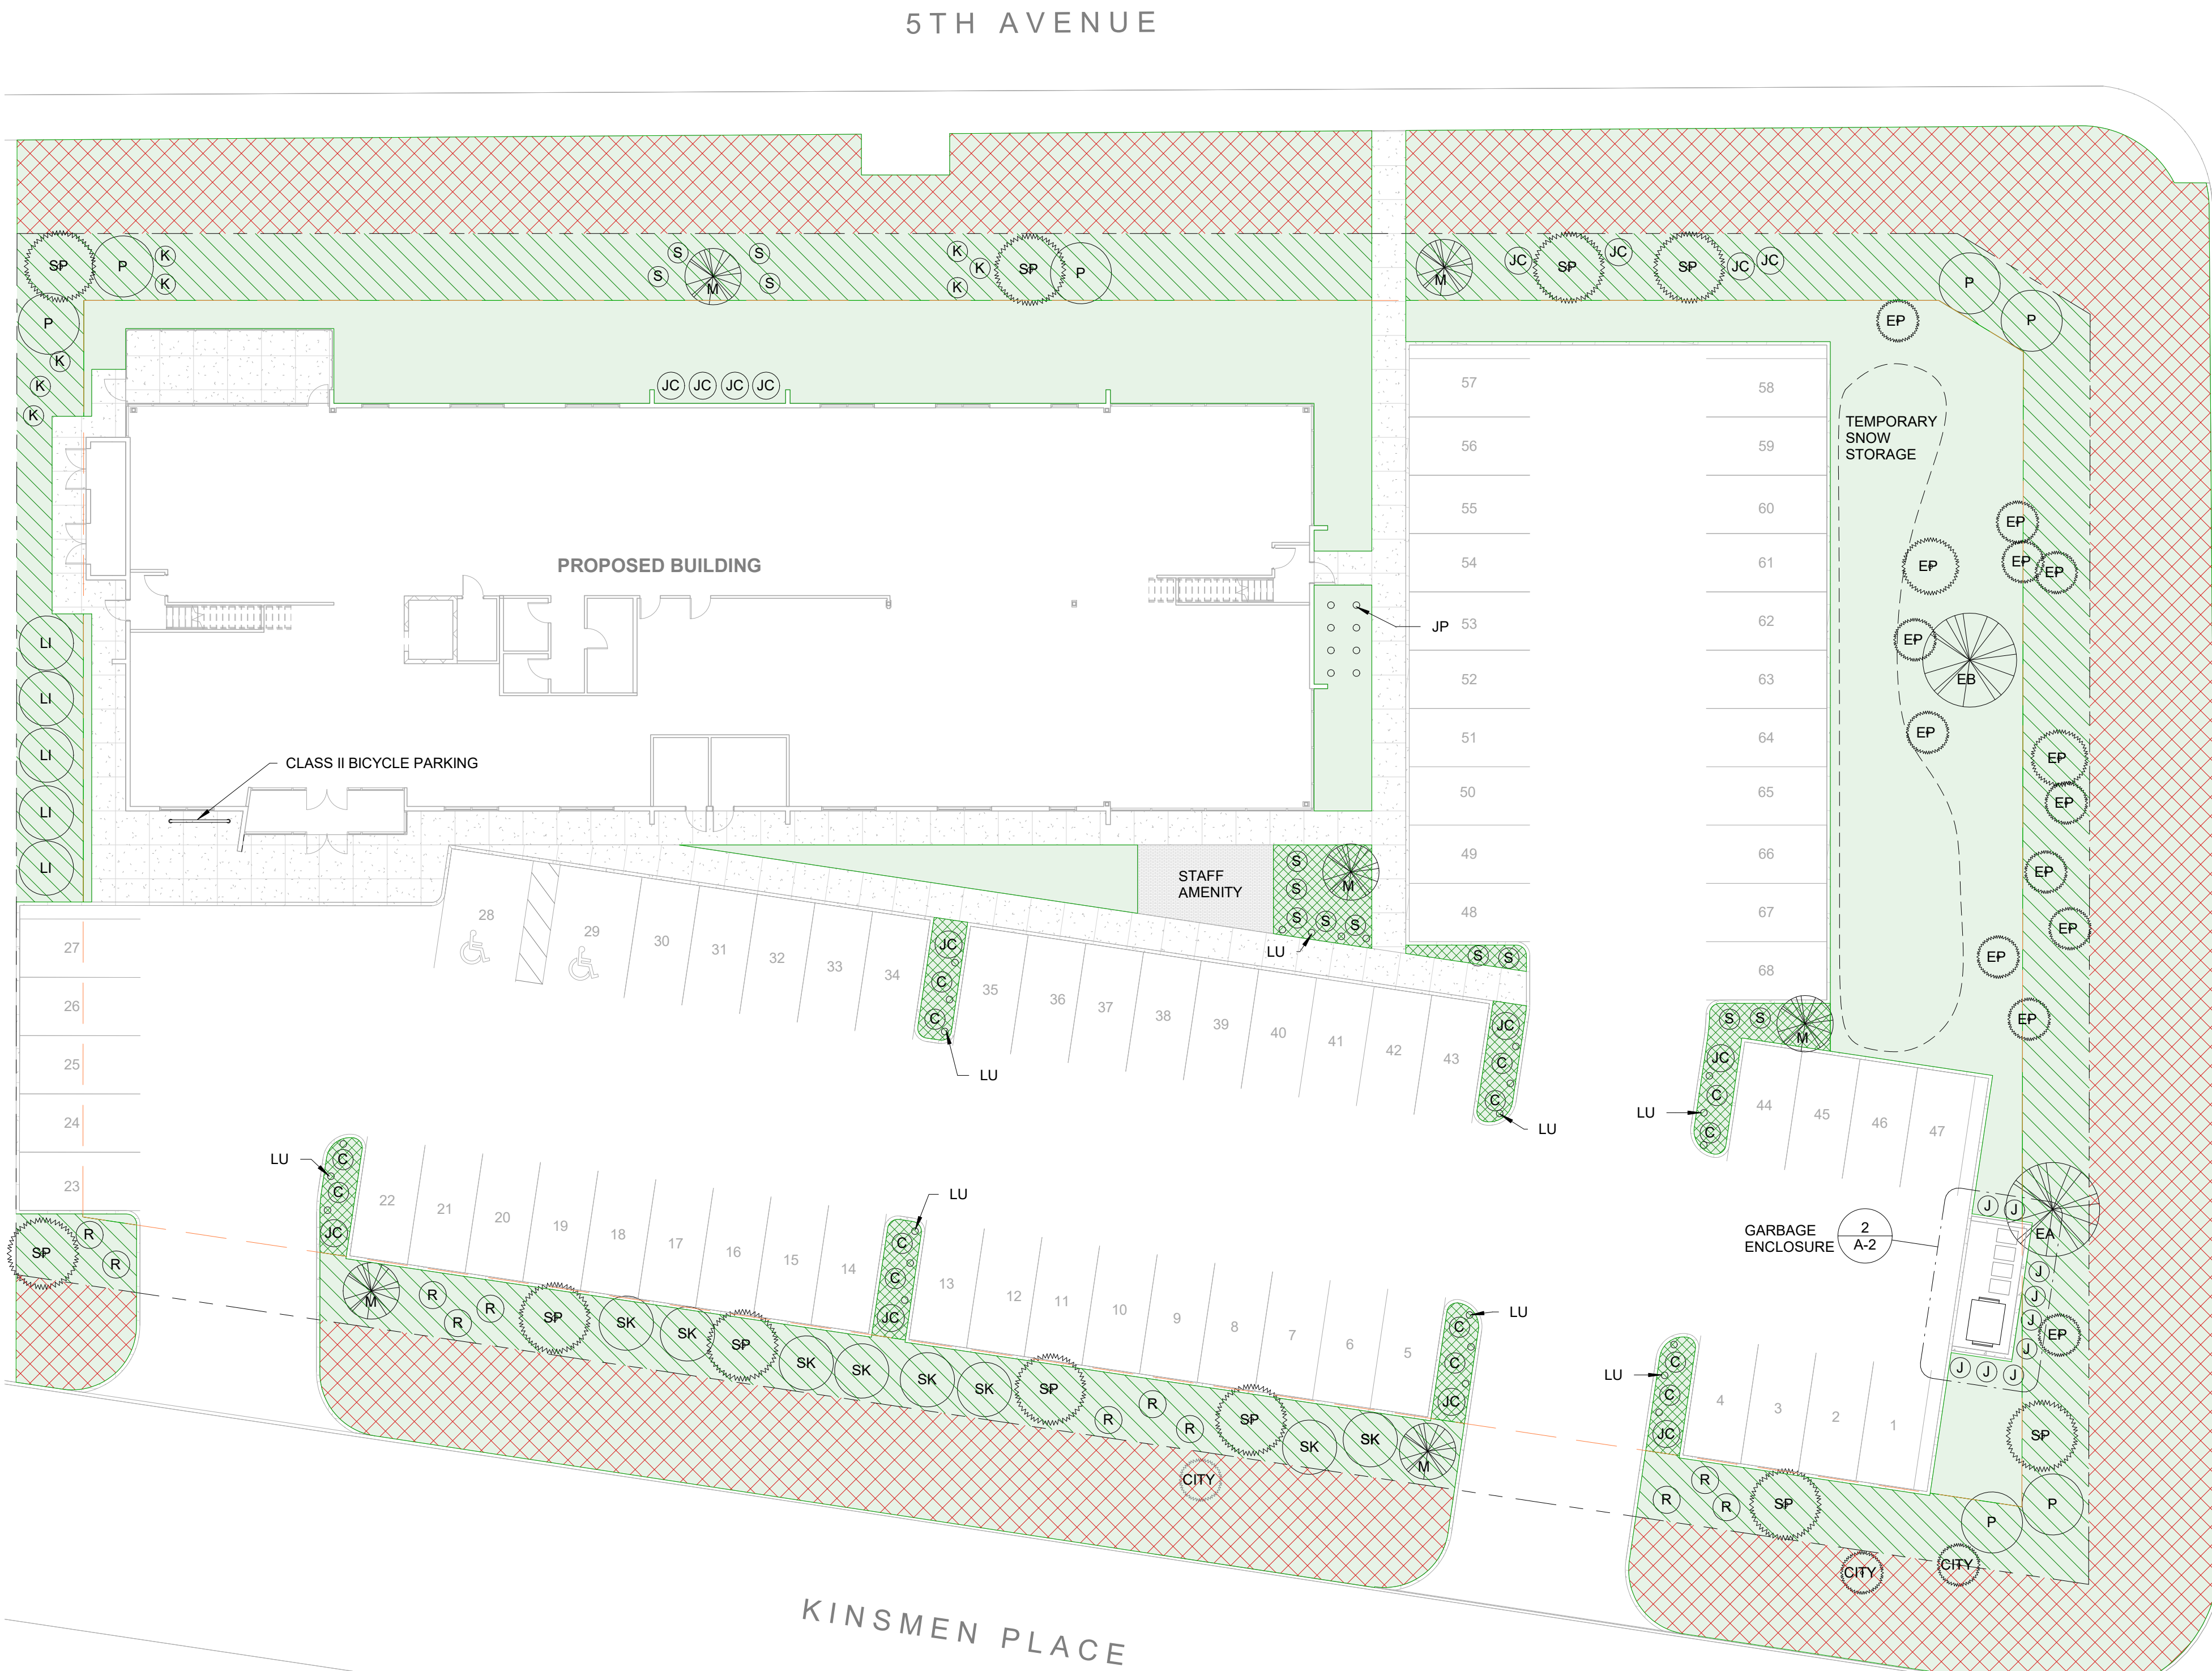 5TH AVENUE
SP P K
K
S S
S M S
K
K SP P
K
M JC SP JC SP JC JC
P
P
P
K
K
K
EP
JC JC JC JC
57 58
TEMPORARY
SNOW
STORAGE
56 59
55 60
EP
PROPOSED BUILDING
54 61
EP EP EP
JP
53 62
LI
EP
EB
52 63
LI
EP
51 64
LI
EP
CLASS II BICYCLE PARKING
50 65
EP
LI
49 66
LI
STAFF
AMENITY
S M
S
S S S
EP
48 67
EP
28 29 30 31 32 33 34
JC
C
C
LU
LU
S S
EP
68
27
35 36 37 38 39 40 41 42 43
JC
C
C
LU
S S M
EP
26
JC
C
C
LU
25
44 45 46 47
24
LU
C
C
JC
23
22 21 20 19 18 17 16 15 14
LU
C
C
JC
J J
EA
GARBAGE
ENCLOSURE
2
A-2
R
R
SP
13 12 11 10 9 8 7 6 5
J
J
J
J
EP
J J J
LU
C
C
JC
M R R
R SP SK SK SP SK SK SK SK SP R
R
R SP SK SK M
LU
C
C
JC
4 3 2 1
SP
CITY
R
R
R
SP P P
CITY CITY
KINSMEN PLACE